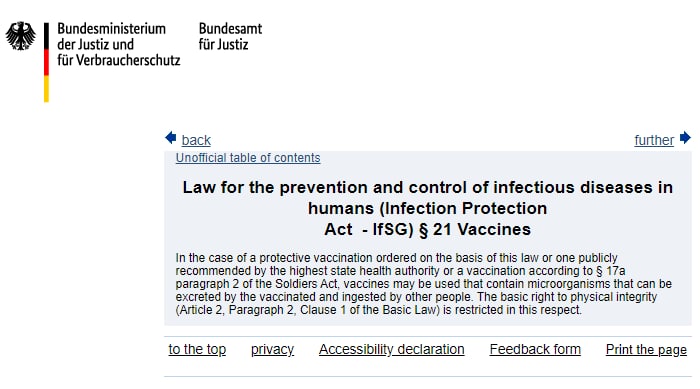 Bundesministerium
der Justiz und
für Verbraucherschutz
Bundesamt
für Justiz
back
further
Unofficial table of contents
Law for the prevention and control of infectious diseases in
humans (Infection Protection
Act - IfSG) § 21 Vaccines
In the case of a protective vaccination ordered on the basis of this law or one publicly
recommended by the highest state health authority or a vaccination according to § 17a
paragraph 2 of the Soldiers Act, vaccines may be used that contain microorganisms that can be
excreted by the vaccinated and ingested by other people. The basic right to physical integrity
(Article 2, Paragraph 2, Clause 1 of the Basic Law) is restricted in this respect.
to the top privacy Accessibility declaration Feedback form Print the page